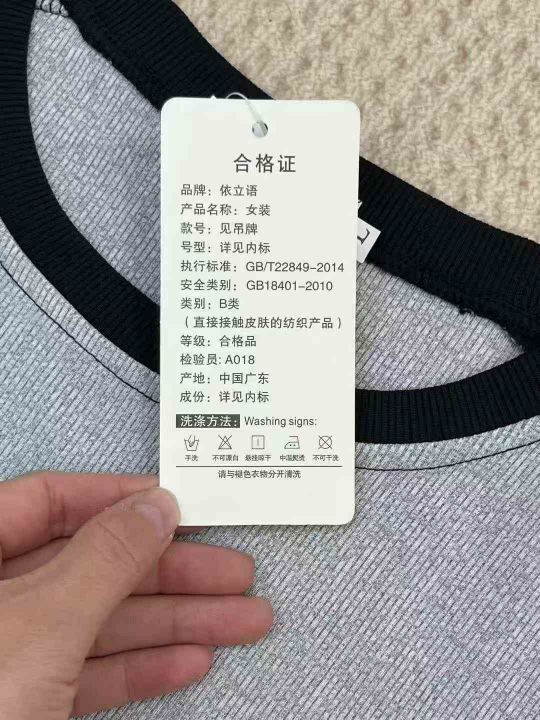 合格证
品牌：依立语
产品名称：女装
款号：见吊牌
号型：详见内标
执行标准：GB/T22849-2014
安全类别：GB18401-2010
类别：B类
（直接接触皮肤的纺织产品）
等级：合格品
检验员：A018
产地：中国广东
成份：详见内标
洗涤方法：Washing signs:
手洗 不可漂白 悬挂晾干 中温熨烫 不可干洗
请与褪色衣物分开清洗